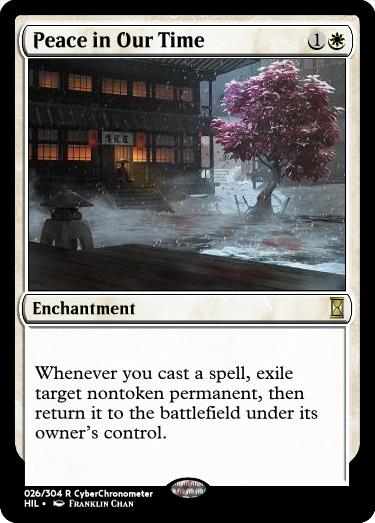 Peace in Our Time
1
Enchantment
Whenever you cast a spell, exile
target nontoken permanent, then
return it to the battlefield under its
owner's control.
026/304 R CyberChronometer
HIL • Franklin Chan